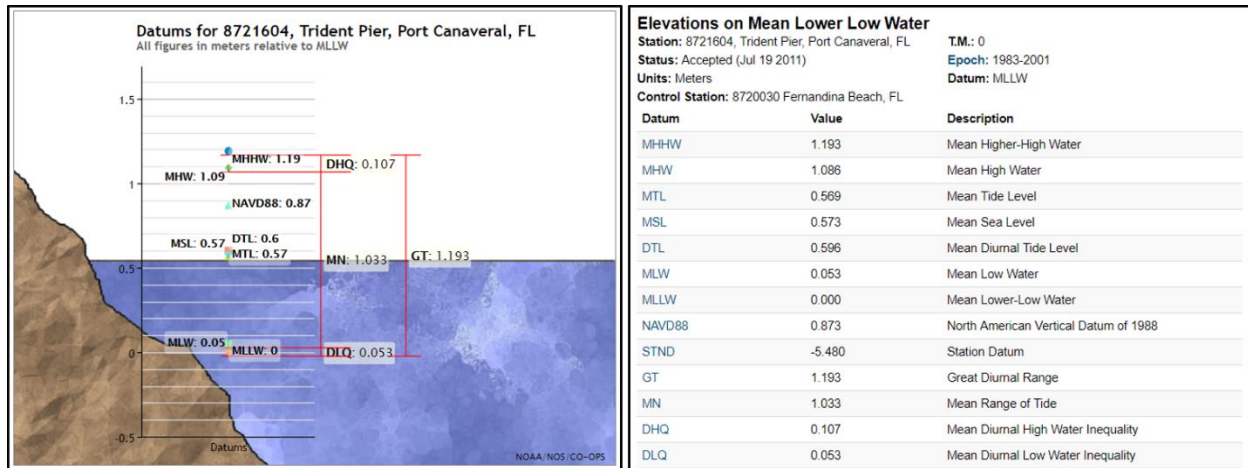 Datums for 8721604, Trident Pier, Port Canaveral, FL
All figures in meters relative to MLLW
1.5
MHHW: 1.19
DHQ: 0.107
MHW: 1.09
1
NAVD88: 0.87
DTL: 0.6
MSL: 0.57
MTL: 0.57
MN: 1.033
GT: 1.193
0.5
MLW: 0.05
MLLW: 0
DLQ: 0.053
0
-0.5
Datums
NOAA/NOS/CO-OPS
Elevations on Mean Lower Low Water
Station: 8721604, Trident Pier, Port Canaveral, FL T.M.: 0
Status: Accepted (Jul 19 2011) Epoch: 1983-2001
Units: Meters Datum: MLLW
Control Station: 8720030 Fernandina Beach, FL
Datum Value Description
MHHW 1.193 Mean Higher-High Water
MHW 1.086 Mean High Water
MTL 0.569 Mean Tide Level
MSL 0.573 Mean Sea Level
DTL 0.596 Mean Diurnal Tide Level
MLW 0.053 Mean Low Water
MLLW 0.000 Mean Lower-Low Water
NAVD88 0.873 North American Vertical Datum of 1988
STND -5.480 Station Datum
GT 1.193 Great Diurnal Range
MN 1.033 Mean Range of Tide
DHQ 0.107 Mean Diurnal High Water Inequality
DLQ 0.053 Mean Diurnal Low Water Inequality